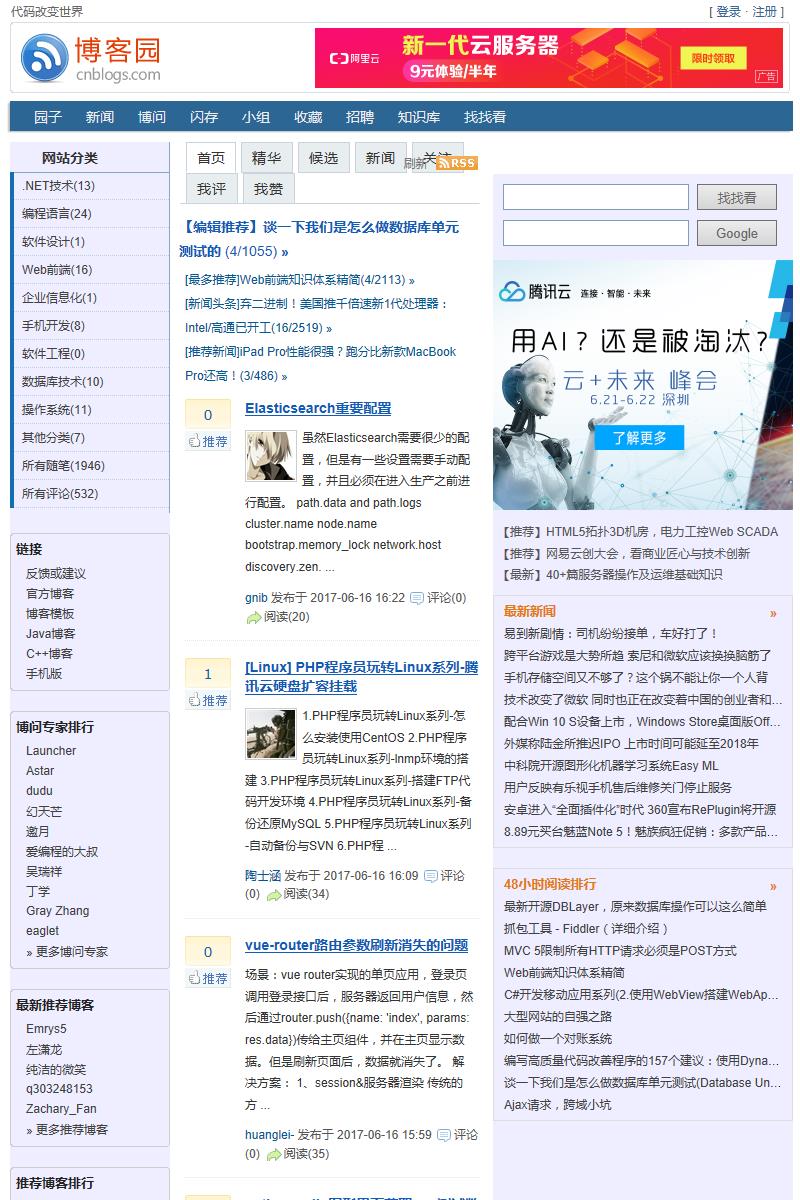 代码改变世界
[ 登录 · 注册 ]
博客园
cnblogs.com
阿里云
新一代云服务器
9元体验/半年
限时领取
广告
园子 新闻 博问 闪存 小组 收藏 招聘 知识库 找找看
网站分类
.NET技术(13)
编程语言(24)
软件设计(1)
Web前端(16)
企业信息化(1)
手机开发(8)
软件工程(0)
数据库技术(10)
操作系统(11)
其他分类(7)
所有随笔(1946)
所有评论(532)
链接
反馈或建议
官方博客
博客模板
Java博客
C++博客
手机版
博问专家排行
Launcher
Astar
dudu
幻天芒
邀月
爱编程的大叔
吴瑞祥
丁学
Gray Zhang
eaglet
» 更多博问专家
最新推荐博客
Emrys5
左潇龙
纯洁的微笑
q303248153
Zachary_Fan
» 更多推荐博客
推荐博客排行
首页 精华 候选 新闻 关注
刷新 RSS
我评 我赞
【编辑推荐】谈一下我们是怎么做数据库单元
测试的 (4/1055) »
[最多推荐]Web前端知识体系精简(4/2113) »
[新闻头条]弃二进制！美国推千倍速新1代处理器：
Intel/高通已开工(16/2519) »
[推荐新闻]iPad Pro性能很强？跑分比新款MacBook
Pro还高！(3/486) »
0
推荐
Elasticsearch重要配置
虽然Elasticsearch需要很少的配
置，但是有一些设置需要手动配
置，并且必须在进入生产之前进
行配置。 path.data and path.logs
cluster.name node.name
bootstrap.memory_lock network.host
discovery.zen. ...
gnib 发布于 2017-06-16 16:22 评论(0)
阅读(20)
1
推荐
[Linux] PHP程序员玩转Linux系列-腾
讯云硬盘扩容挂载
1.PHP程序员玩转Linux系列-怎
么安装使用CentOS 2.PHP程序
员玩转Linux系列-lnmp环境的搭
建 3.PHP程序员玩转Linux系列-搭建FTP代
码开发环境 4.PHP程序员玩转Linux系列-备
份还原MySQL 5.PHP程序员玩转Linux系列
-自动备份与SVN 6.PHP程 ...
陶士涵 发布于 2017-06-16 16:09 评论
(0) 阅读(34)
0
推荐
vue-router路由参数刷新消失的问题
场景：vue router实现的单页应用，登录页
调用登录接口后，服务器返回用户信息，然
后通过router.push({name: 'index', params:
res.data})传给主页组件，并在主页显示数
据。但是刷新页面后，数据就消失了。 解
决方案： 1、session&服务器渲染 传统的
方 ...
huanglei- 发布于 2017-06-16 15:59 评论
(0) 阅读(35)
找找看
Google
腾讯云 连接 · 智能 · 未来
用AI？还是被淘汰？
云+未来 峰会
6.21-6.22 深圳
了解更多
【推荐】HTML5拓扑3D机房，电力工控Web SCADA
【推荐】网易云创大会，看商业匠心与技术创新
【最新】40+篇服务器操作及运维基础知识
最新新闻 »
易到新剧情：司机纷纷接单，车好打了！
跨平台游戏是大势所趋 索尼和微软应该换换脑筋了
手机存储空间又不够了？这个锅不能让你一个人背
技术改变了微软 同时也正在改变着中国的创业者和...
配合Win 10 S设备上市，Windows Store桌面版Off...
外媒称陆金所推迟IPO 上市时间可能延至2018年
中科院开源图形化机器学习系统Easy ML
用户反映有乐视手机售后维修关门停止服务
安卓进入“全面插件化”时代 360宣布RePlugin将开源
8.89元买台魅蓝Note 5！魅族疯狂促销：多款产品...
48小时阅读排行 »
最新开源DBLayer，原来数据库操作可以这么简单
抓包工具 - Fiddler（详细介绍）
MVC 5限制所有HTTP请求必须是POST方式
Web前端知识体系精简
C#开发移动应用系列(2.使用WebView搭建WebAp...
大型网站的自强之路
如何做一个对账系统
编写高质量代码改善程序的157个建议：使用Dyna...
谈一下我们是怎么做数据库单元测试(Database Un...
Ajax请求，跨域小坑